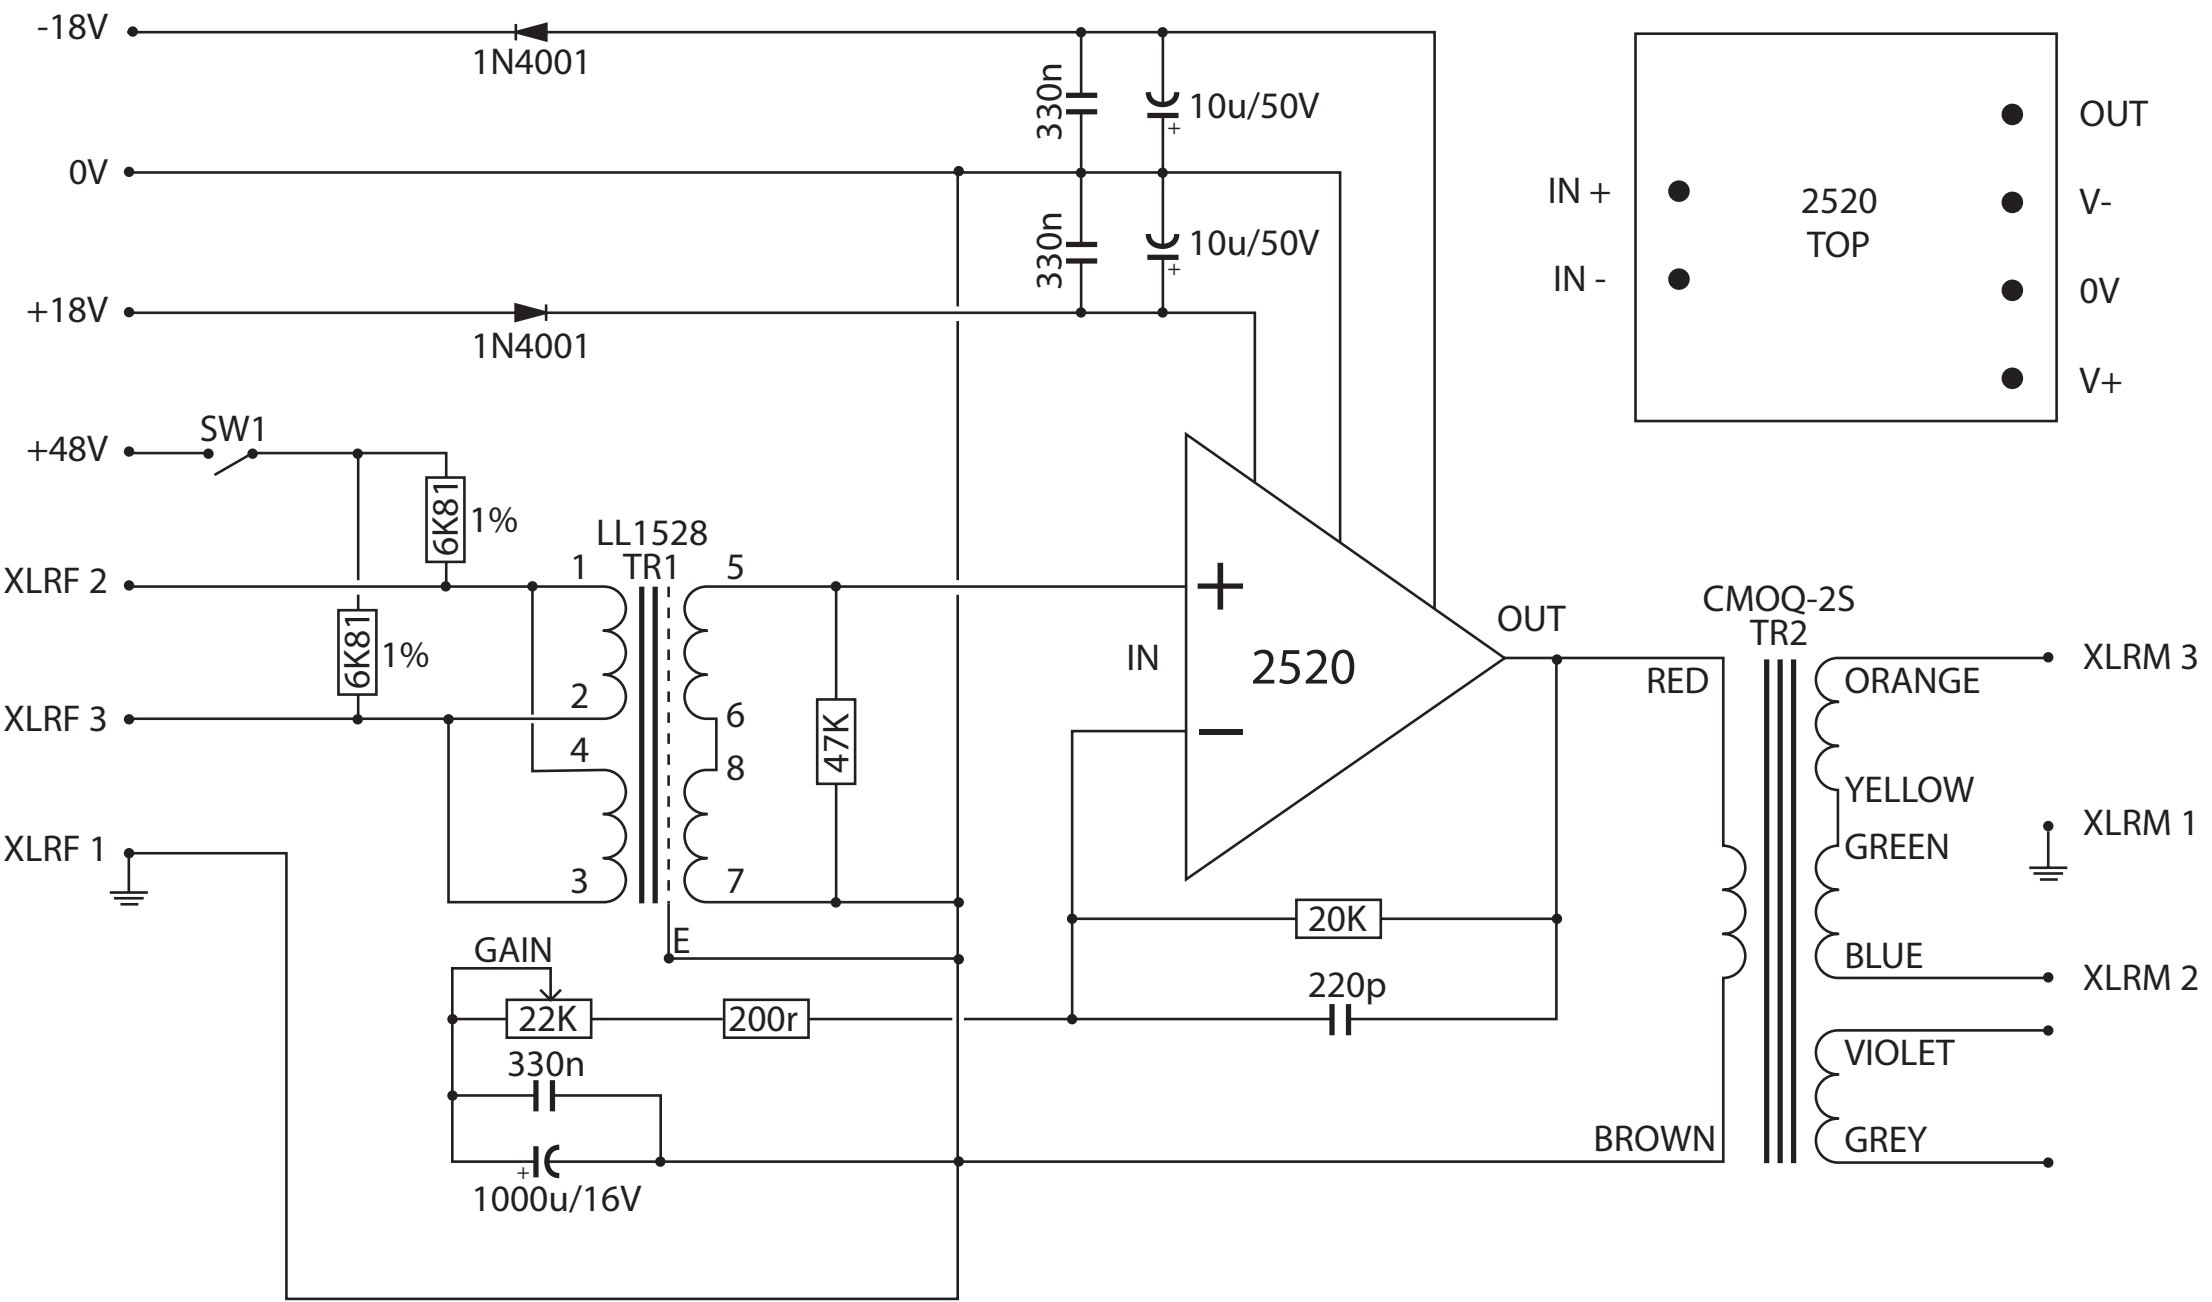 -18V
1N4001
330n
10u/50V
+
0V
330n
10u/50V
+
+18V
1N4001
OUT
IN +
V-
2520
TOP
IN -
0V
V+
+48V
SW1
6K81
1%
LL1528
TR1
XLRF 2
1
5
6K81
1%
2
6
XLRF 3
4
8
47K
3
7
XLRF 1
E
IN
2520
OUT
CMOQ-2S
TR2
RED
ORANGE
XLRM 3
YELLOW
GREEN
XLRM 1
BLUE
XLRM 2
VIOLET
GREY
BROWN
20K
220p
GAIN
22K
200r
330n
+
1000u/16V